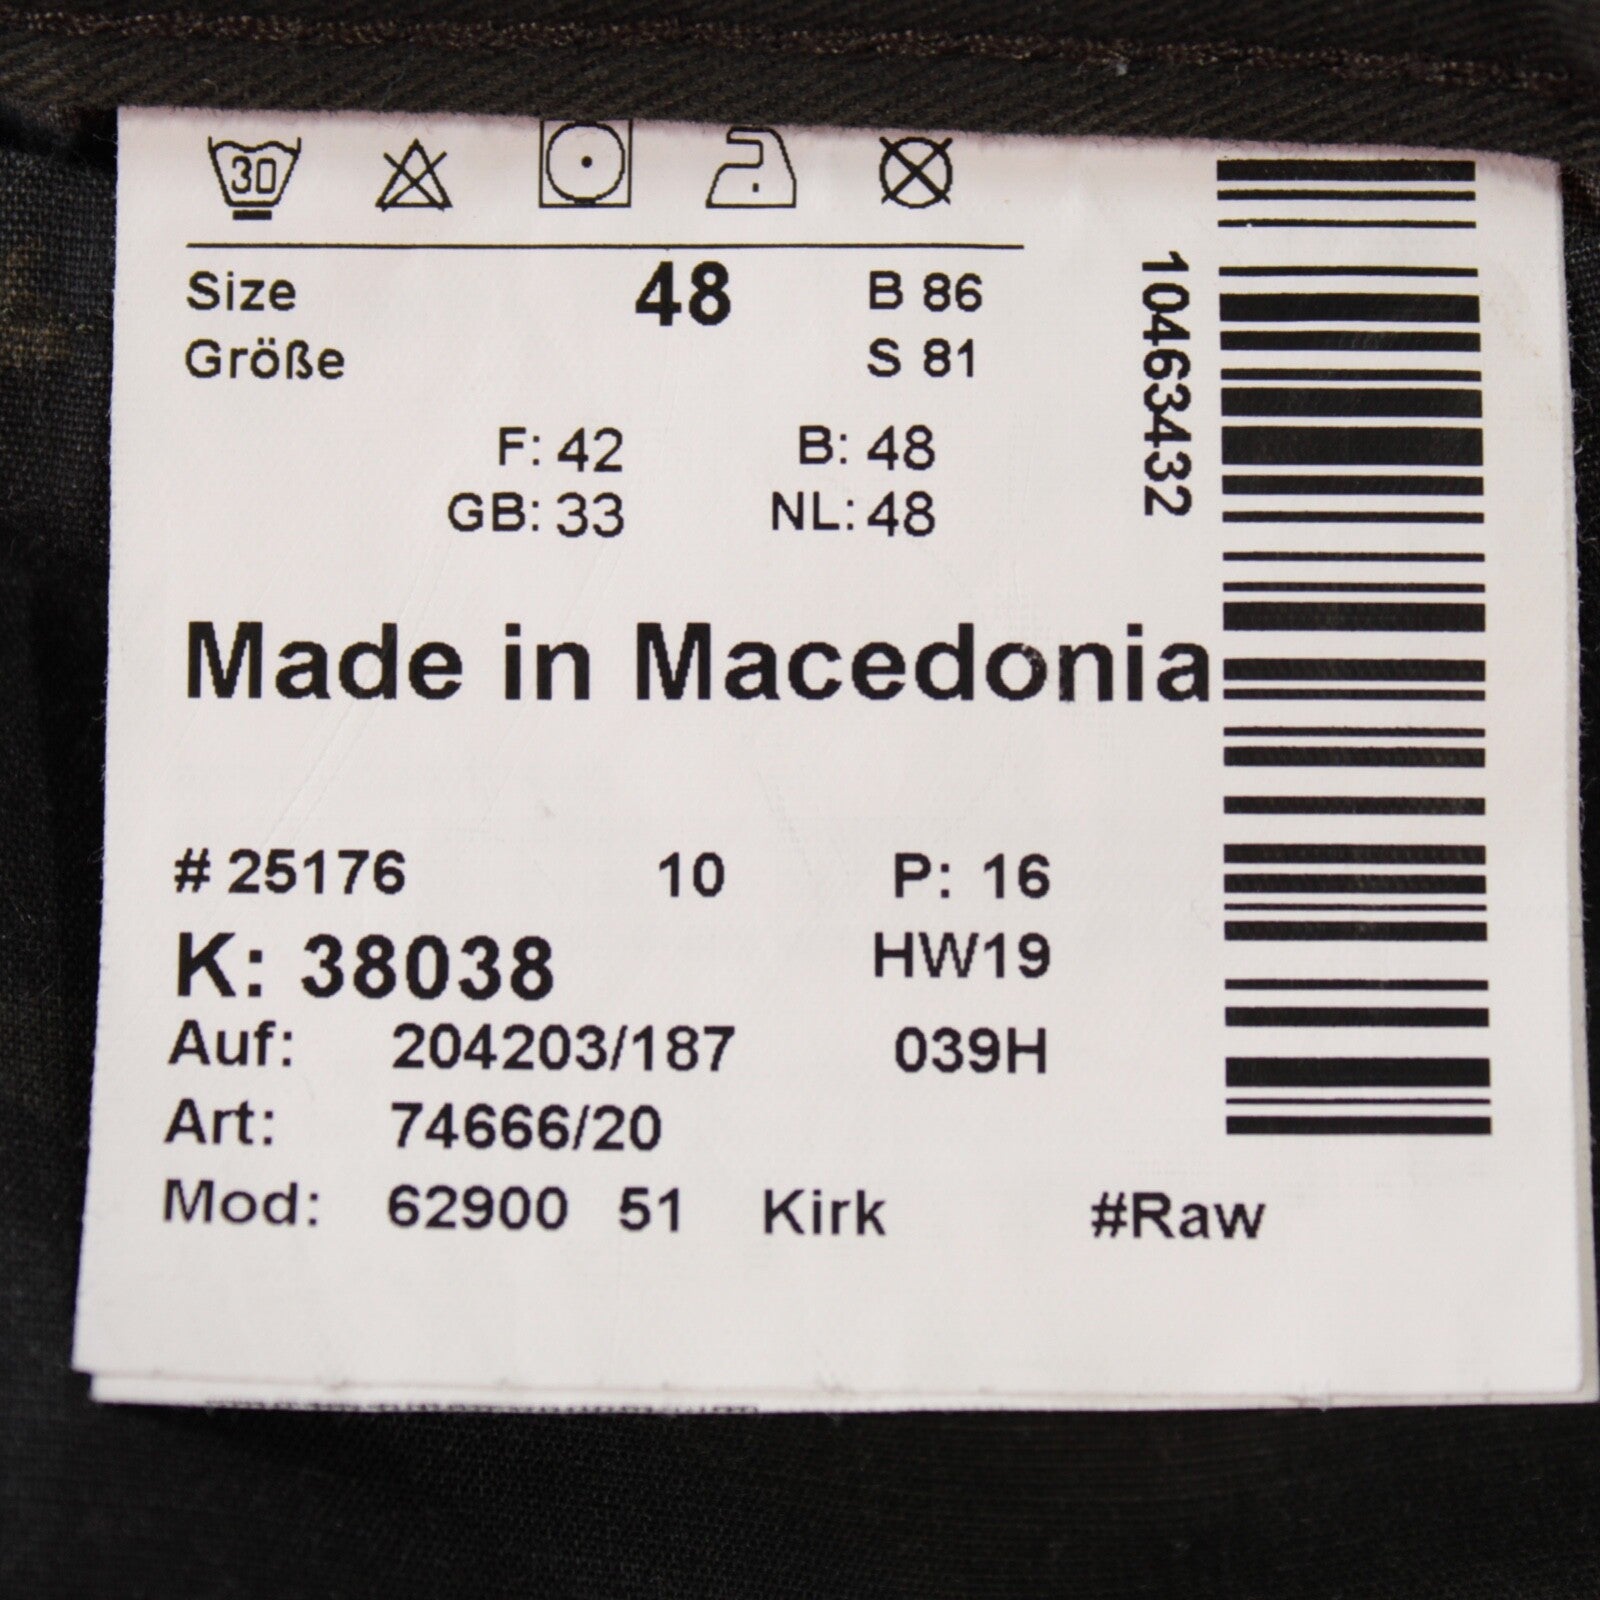 30
Size 48 B 86
Größe S 81
F: 42 B: 48
GB: 33 NL: 48
Made in Macedonia
# 25176 10 P: 16
K: 38038 HW19
Auf: 204203/187 039H
Art: 74666/20
Mod: 62900 51 Kirk #Raw
10463432